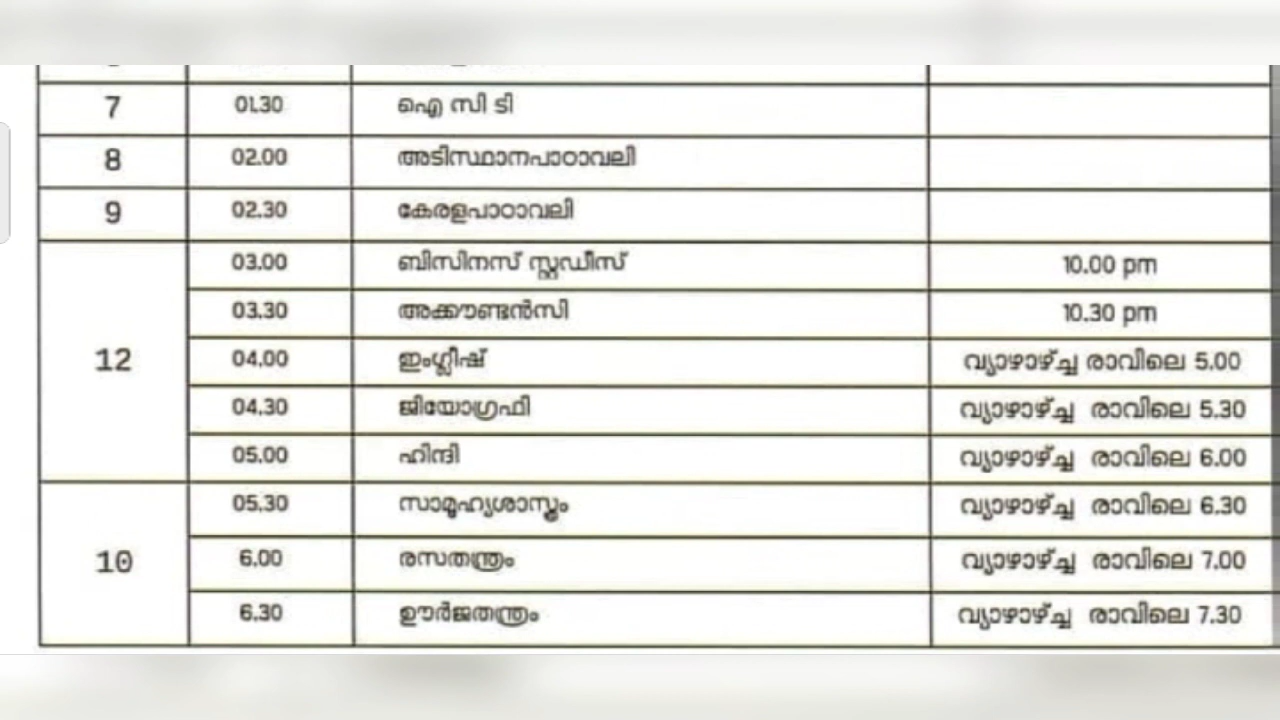 7 01.30 ഐ സി ടി
8 02.00 അടിസ്ഥാനപാഠാവലി
9 02.30 കേരളപാഠാവലി
12 03.00 ബിസിനസ് സ്റ്റഡീസ് 10.00 pm
03.30 അക്കൗണ്ടൻസി 10.30 pm
04.00 ഇംഗ്ലീഷ് വ്യാഴാഴ്ച്ച രാവിലെ 5.00
04.30 ജിയോഗ്രഫി വ്യാഴാഴ്ച്ച രാവിലെ 5.30
05.00 ഹിന്ദി വ്യാഴാഴ്ച്ച രാവിലെ 6.00
10 05.30 സാമൂഹ്യശാസ്ത്രം വ്യാഴാഴ്ച്ച രാവിലെ 6.30
6.00 രസതന്ത്രം വ്യാഴാഴ്ച്ച രാവിലെ 7.00
6.30 ഊർജതന്ത്രം വ്യാഴാഴ്ച്ച രാവിലെ 7.30